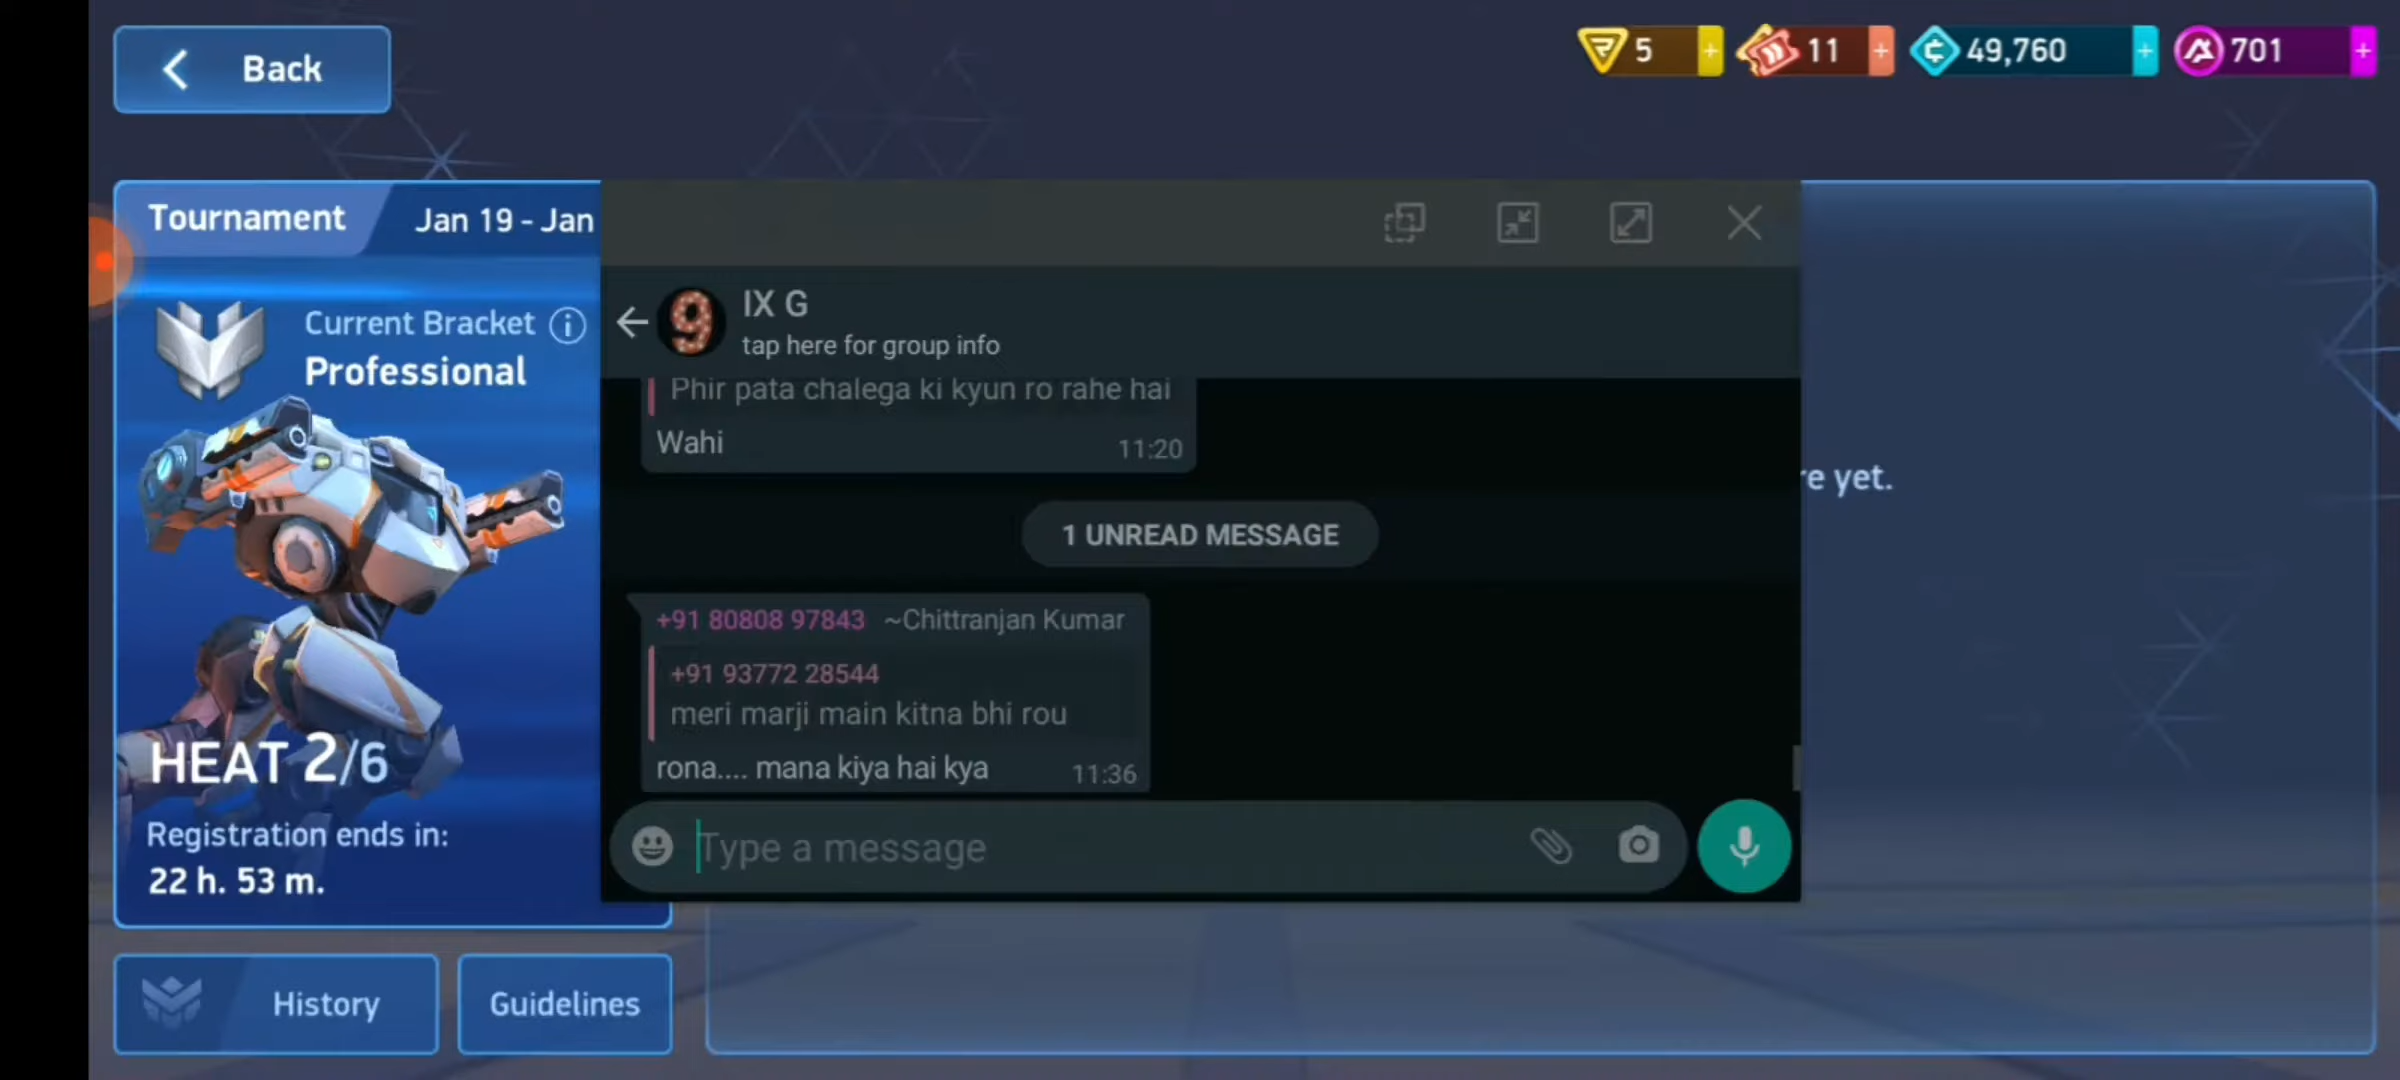 Back
5
11
49,760
701
Tournament
Jan 19 - Jan
Current Bracket
Professional
HEAT 2/6
Registration ends in:
22 h. 53 m.
History
Guidelines
9
IX G
tap here for group info
Phir pata chalega ki kyun ro rahe hai
Wahi 11:20
1 UNREAD MESSAGE
+91 80808 97843 ~Chittranjan Kumar
+91 93772 28544
meri marji main kitna bhi rou
rona.... mana kiya hai kya 11:36
Type a message
re yet.